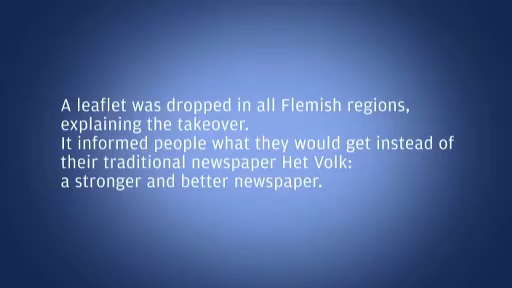 A leaflet was dropped in all Flemish regions,
explaining the takeover.
It informed people what they would get instead of
their traditional newspaper Het Volk:
a stronger and better newspaper.